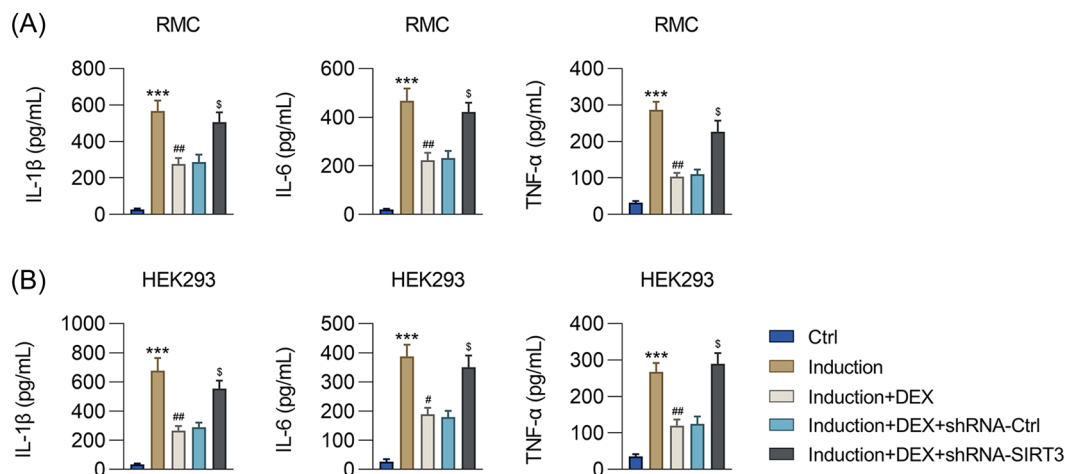 (A)
RMC
IL-1β (pg/mL)
800
600
400
200
0
***
##
$
RMC
IL-6 (pg/mL)
600
400
200
0
***
##
$
RMC
TNF-α (pg/mL)
400
300
200
100
0
***
##
$
(B)
HEK293
IL-1β (pg/mL)
1000
800
600
400
200
0
***
##
$
HEK293
IL-6 (pg/mL)
500
400
300
200
100
0
***
#
$
HEK293
TNF-α (pg/mL)
400
300
200
100
0
***
##
$
Ctrl
Induction
Induction+DEX
Induction+DEX+shRNA-Ctrl
Induction+DEX+shRNA-SIRT3